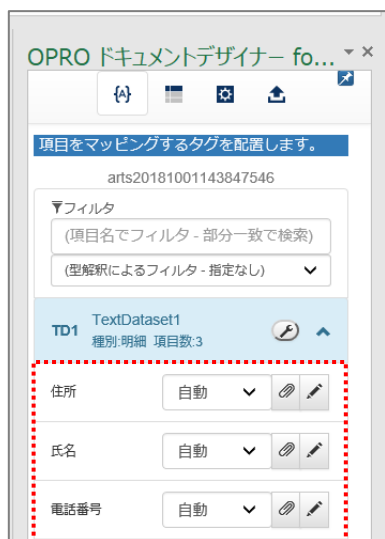 OPRO ドキュメントデザイナー fo...
{A}
項目をマッピングするタグを配置します。
arts20181001143847546
フィルタ
(項目名でフィルタ - 部分一致で検索)
(型解釈によるフィルタ - 指定なし)
TD1 TextDataset1
種別:明細 項目数:3
住所 自動
氏名 自動
電話番号 自動